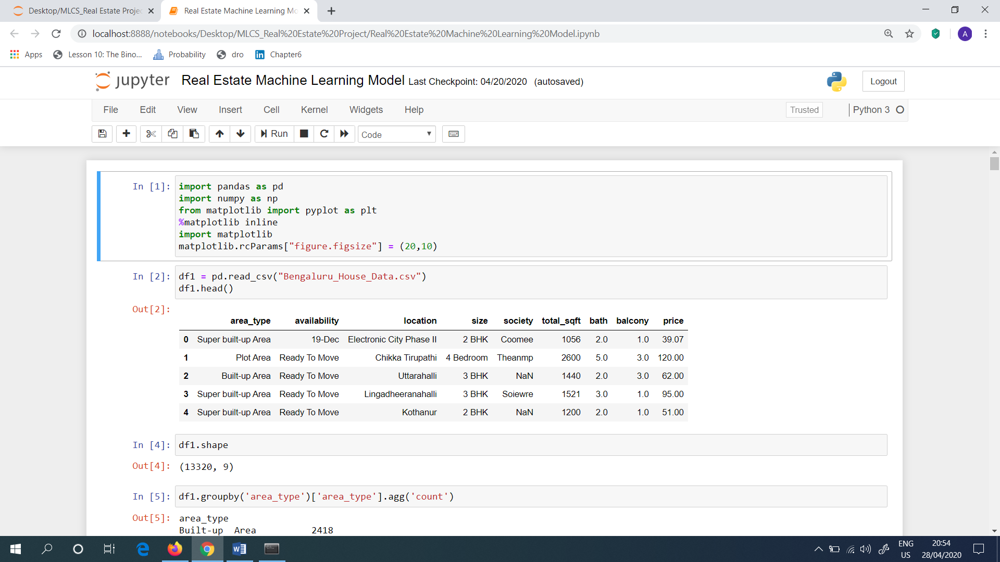 Desktop/MLCS_Real Estate Projec
Real Estate Machine Learning Mo
localhost:8888/notebooks/Desktop/MLCS_Real%20Estate%20Project/Real%20Estate%20Machine%20Learning%20Model.ipynb
A
Apps
Lesson 10: The Bino...
Probability
dro
in
Chapter6
jupyter Real Estate Machine Learning Model Last Checkpoint: 04/20/2020 (autosaved)
Logout
File Edit View Insert Cell Kernel Widgets Help
Trusted
Python 3
Run
Code
In [1]: import pandas as pd
import numpy as np
from matplotlib import pyplot as plt
%matplotlib inline
import matplotlib
matplotlib.rcParams["figure.figsize"] = (20,10)
In [2]: df1 = pd.read_csv("Bengaluru_House_Data.csv")
df1.head()
Out[2]:
area_type availability location size society total_sqft bath balcony price
0 Super built-up Area 19-Dec Electronic City Phase II 2 BHK Coomee 1056 2.0 1.0 39.07
1 Plot Area Ready To Move Chikka Tirupathi 4 Bedroom Theanmp 2600 5.0 3.0 120.00
2 Built-up Area Ready To Move Uttarahalli 3 BHK NaN 1440 2.0 3.0 62.00
3 Super built-up Area Ready To Move Lingadheeranahalli 3 BHK Soiewre 1521 3.0 1.0 95.00
4 Super built-up Area Ready To Move Kothanur 2 BHK NaN 1200 2.0 1.0 51.00
In [4]: df1.shape
Out[4]: (13320, 9)
In [5]: df1.groupby('area_type')['area_type'].agg('count')
Out[5]: area_type
Built-up  Area          2418
ENG
US
20:54
28/04/2020